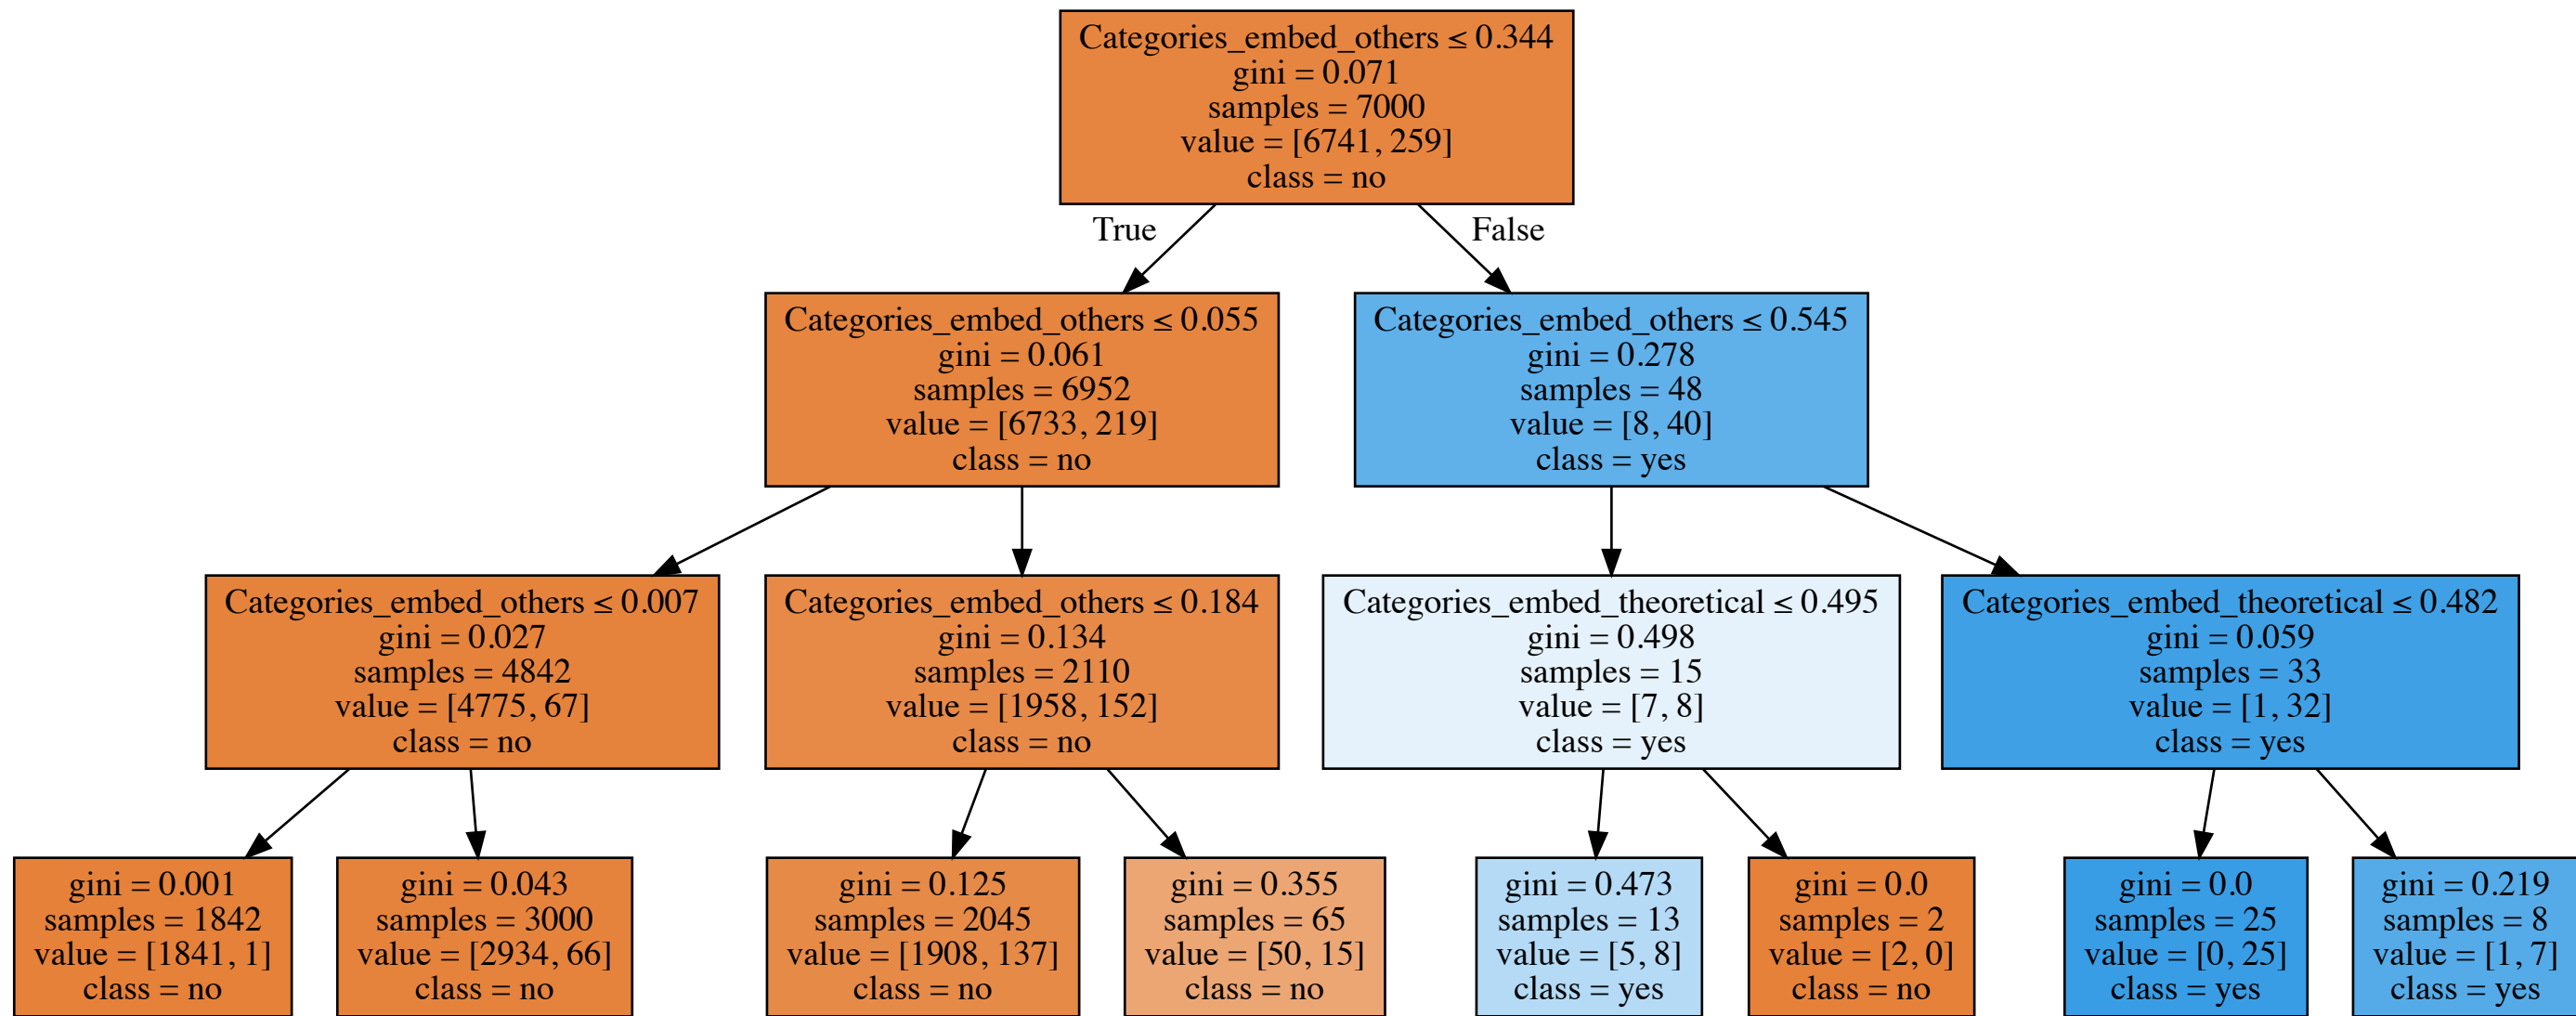 Categories_embed_others ≤ 0.344
gini = 0.071
samples = 7000
value = [6741, 259]
class = no
True
False
Categories_embed_others ≤ 0.055
gini = 0.061
samples = 6952
value = [6733, 219]
class = no
Categories_embed_others ≤ 0.545
gini = 0.278
samples = 48
value = [8, 40]
class = yes
Categories_embed_others ≤ 0.007
gini = 0.027
samples = 4842
value = [4775, 67]
class = no
Categories_embed_others ≤ 0.184
gini = 0.134
samples = 2110
value = [1958, 152]
class = no
Categories_embed_theoretical ≤ 0.495
gini = 0.498
samples = 15
value = [7, 8]
class = yes
Categories_embed_theoretical ≤ 0.482
gini = 0.059
samples = 33
value = [1, 32]
class = yes
gini = 0.001
samples = 1842
value = [1841, 1]
class = no
gini = 0.043
samples = 3000
value = [2934, 66]
class = no
gini = 0.125
samples = 2045
value = [1908, 137]
class = no
gini = 0.355
samples = 65
value = [50, 15]
class = no
gini = 0.473
samples = 13
value = [5, 8]
class = yes
gini = 0.0
samples = 2
value = [2, 0]
class = no
gini = 0.0
samples = 25
value = [0, 25]
class = yes
gini = 0.219
samples = 8
value = [1, 7]
class = yes